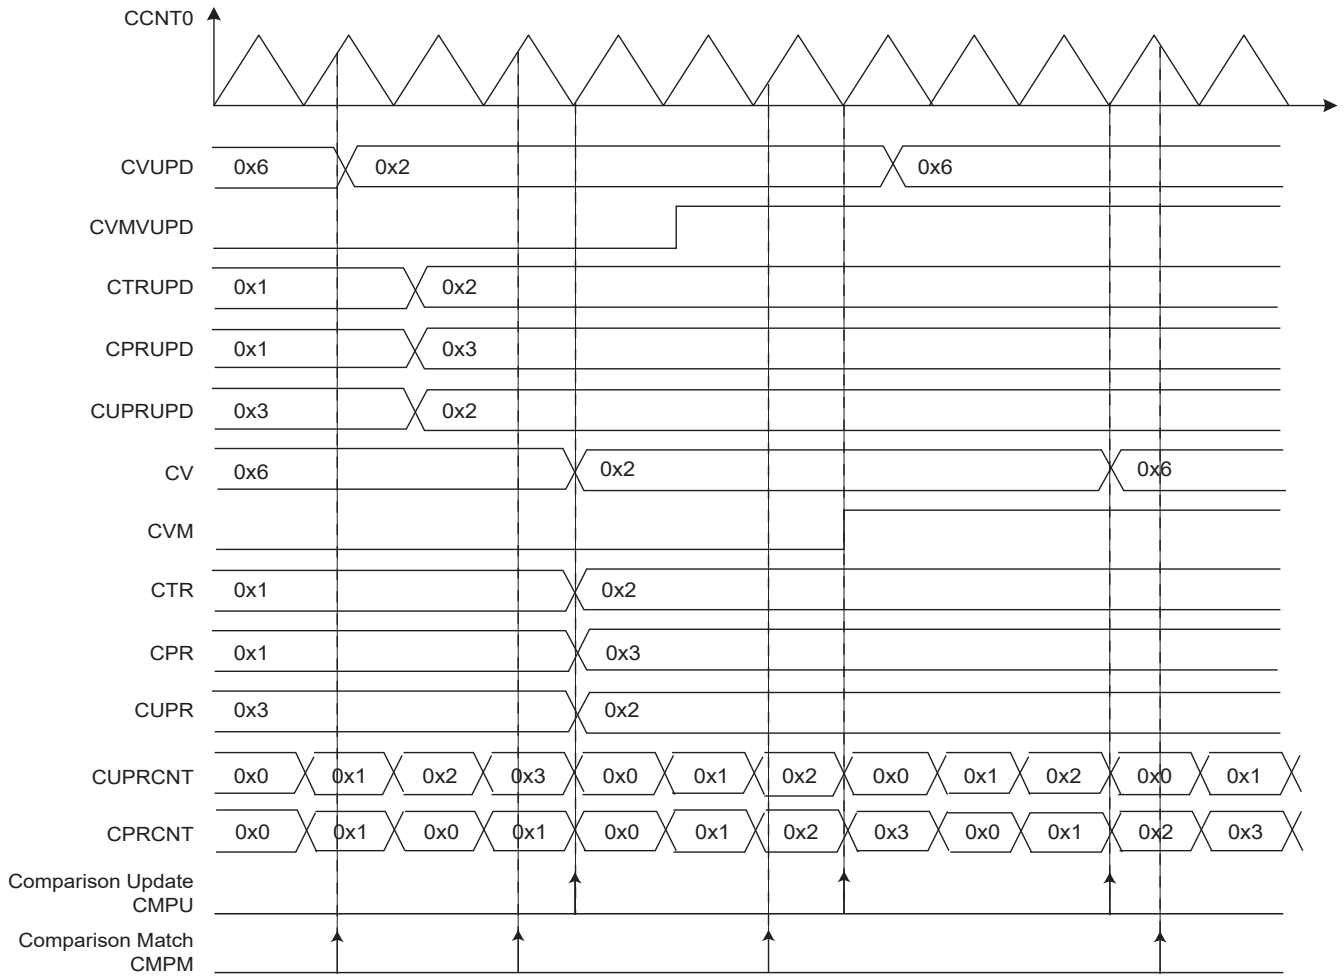 CCNT0
CVUPD 0x6 0x2 0x6
CVMVUPD
CTRUPD 0x1 0x2
CPRUPD 0x1 0x3
CUPRUPD 0x3 0x2
CV 0x6 0x2 0x6
CVM
CTR 0x1 0x2
CPR 0x1 0x3
CUPR 0x3 0x2
CUPRCNT 0x0 0x1 0x2 0x3 0x0 0x1 0x2 0x0 0x1 0x2 0x0 0x1
CPRCNT 0x0 0x1 0x0 0x1 0x0 0x1 0x2 0x3 0x0 0x1 0x2 0x3
Comparison Update
CMPU
Comparison Match
CMPM